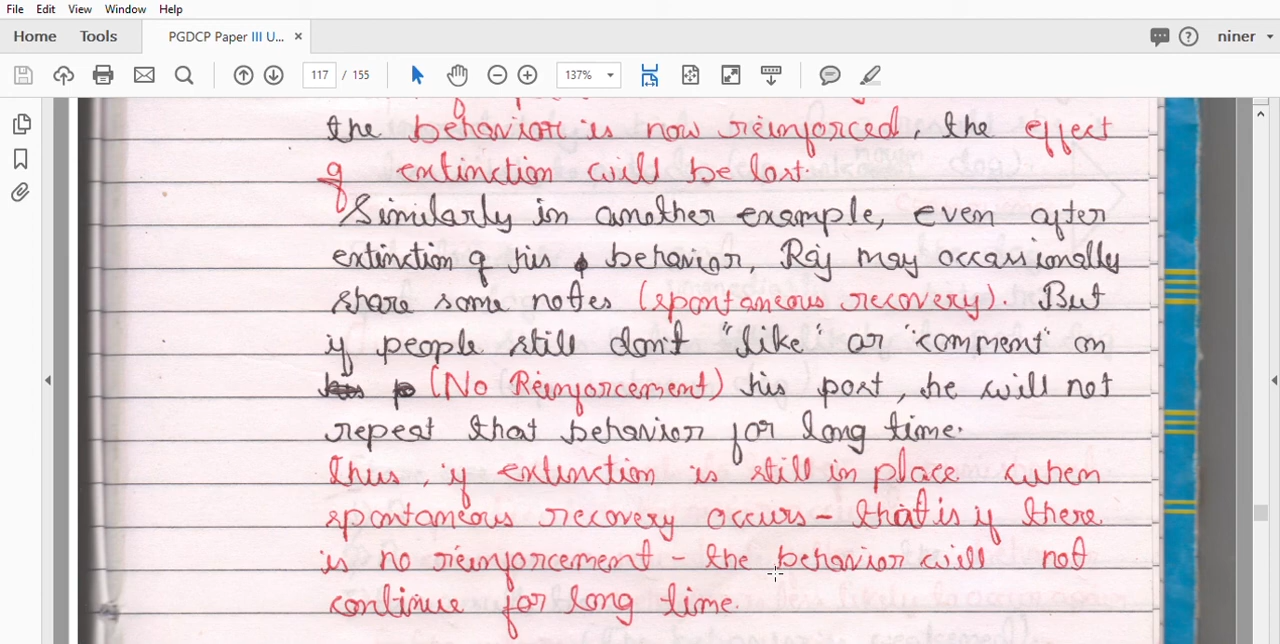 File Edit View Window Help
Home Tools PGDCP Paper III U... × niner
117 / 155 137%
the behavior is now reinforced, the effect
of extinction will be lost.
Similarly in another example, even after
extinction of his behavior, Raj may occassionally
share some notes (spontaneous recovery). But
if people still don't "like" or "comment" on
(No Reinforcement) his post, he will not
repeat that behavior for long time.
Thus, if extinction is still in place when
spontaneous recovery occurs - that is if there
is no reinforcement - the behavior will not
continue for long time.